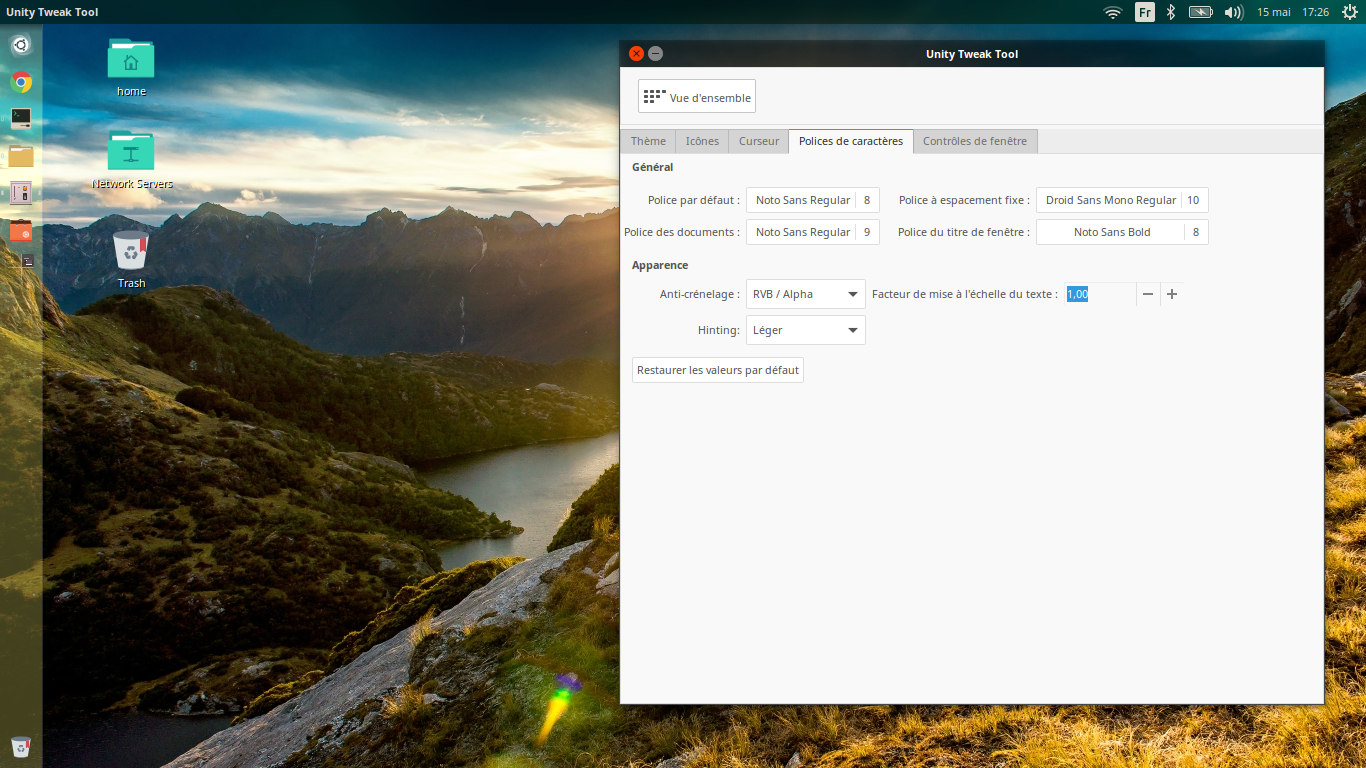 Unity Tweak Tool
Fr
15 mai
17:26
home
Network Servers
Trash
Unity Tweak Tool
Vue d'ensemble
Thème
Icônes
Curseur
Polices de caractères
Contrôles de fenêtre
Général
Police par défaut : Noto Sans Regular 8 Police à espacement fixe : Droid Sans Mono Regular 10
Police des documents : Noto Sans Regular 9 Police du titre de fenêtre : Noto Sans Bold 8
Apparence
Anti-crénelage : RVB / Alpha Facteur de mise à l'échelle du texte : 1,00
Hinting: Léger
Restaurer les valeurs par défaut